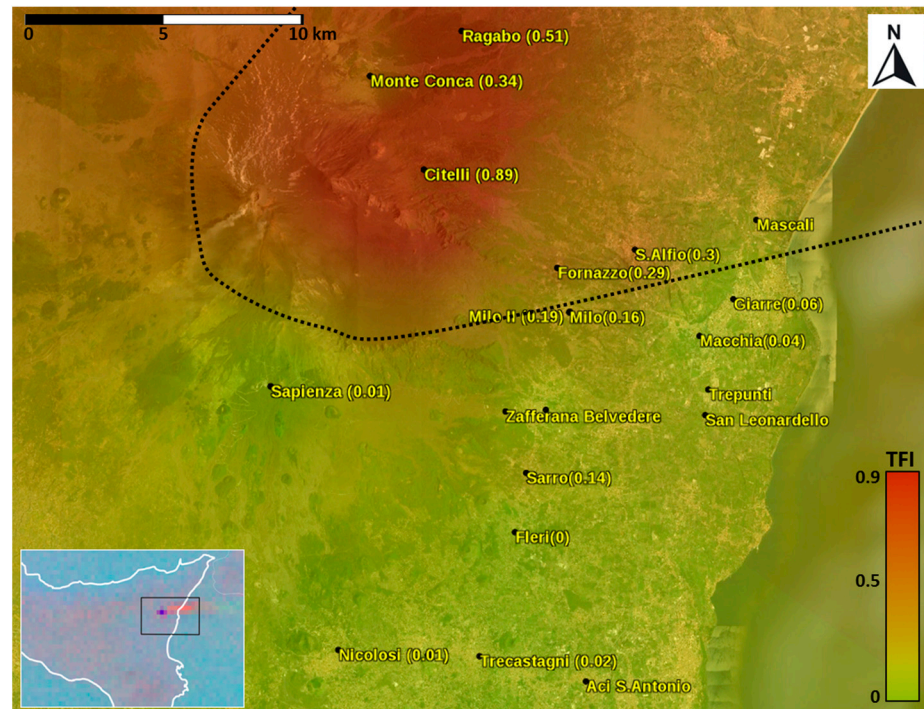 0 5 10 km
N
Ragabo (0.51)
Monte Conca (0.34)
Citelli (0.89)
Mascali
S.Alfio(0.3)
Fornazzo(0.29)
Giarre(0.06)
Milo II (0.19) Milo(0.16)
Macchia(0.04)
Sapienza (0.01)
Trepunti
Zafferana Belvedere
San Leonardello
TFI
0.9
Sarro(0.14)
Fleri(0)
0.5
Nicolosi (0.01)
Trecastagni (0.02)
Aci S.Antonio
0